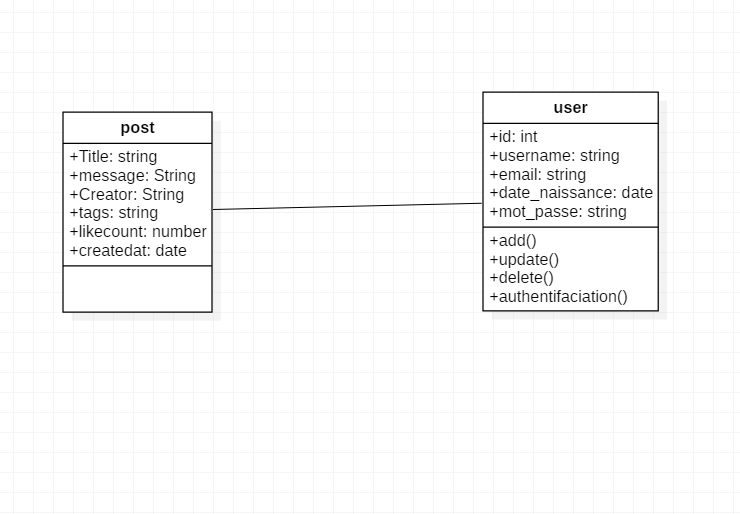 post
+Title: string
+message: String
+Creator: String
+tags: string
+likecount: number
+createdat: date
user
+id: int
+username: string
+email: string
+date_naissance: date
+mot_passe: string
+add()
+update()
+delete()
+authentifaciation()